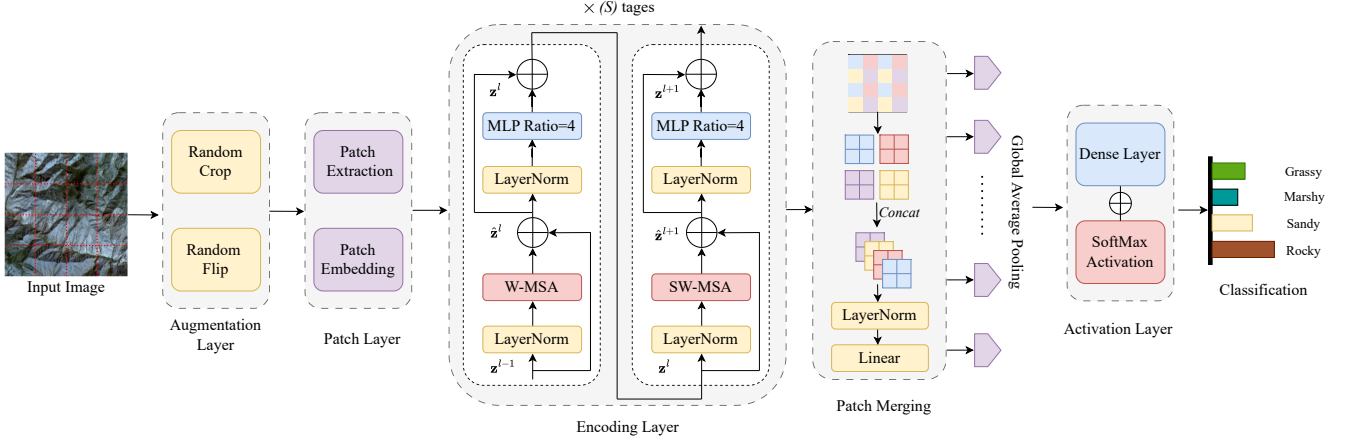 × (S) tages
Input Image
Random
Crop
Random
Flip
Augmentation
Layer
Patch
Extraction
Patch
Embedding
Patch Layer
z^l
MLP Ratio=4
LayerNorm
ẑ^l
W-MSA
LayerNorm
z^{l-1}
z^{l+1}
MLP Ratio=4
LayerNorm
ẑ^{l+1}
SW-MSA
LayerNorm
z^l
Encoding Layer
Concat
LayerNorm
Linear
Patch Merging
Global Average Pooling
Dense Layer
SoftMax
Activation
Activation Layer
Grassy
Marshy
Sandy
Rocky
Classification